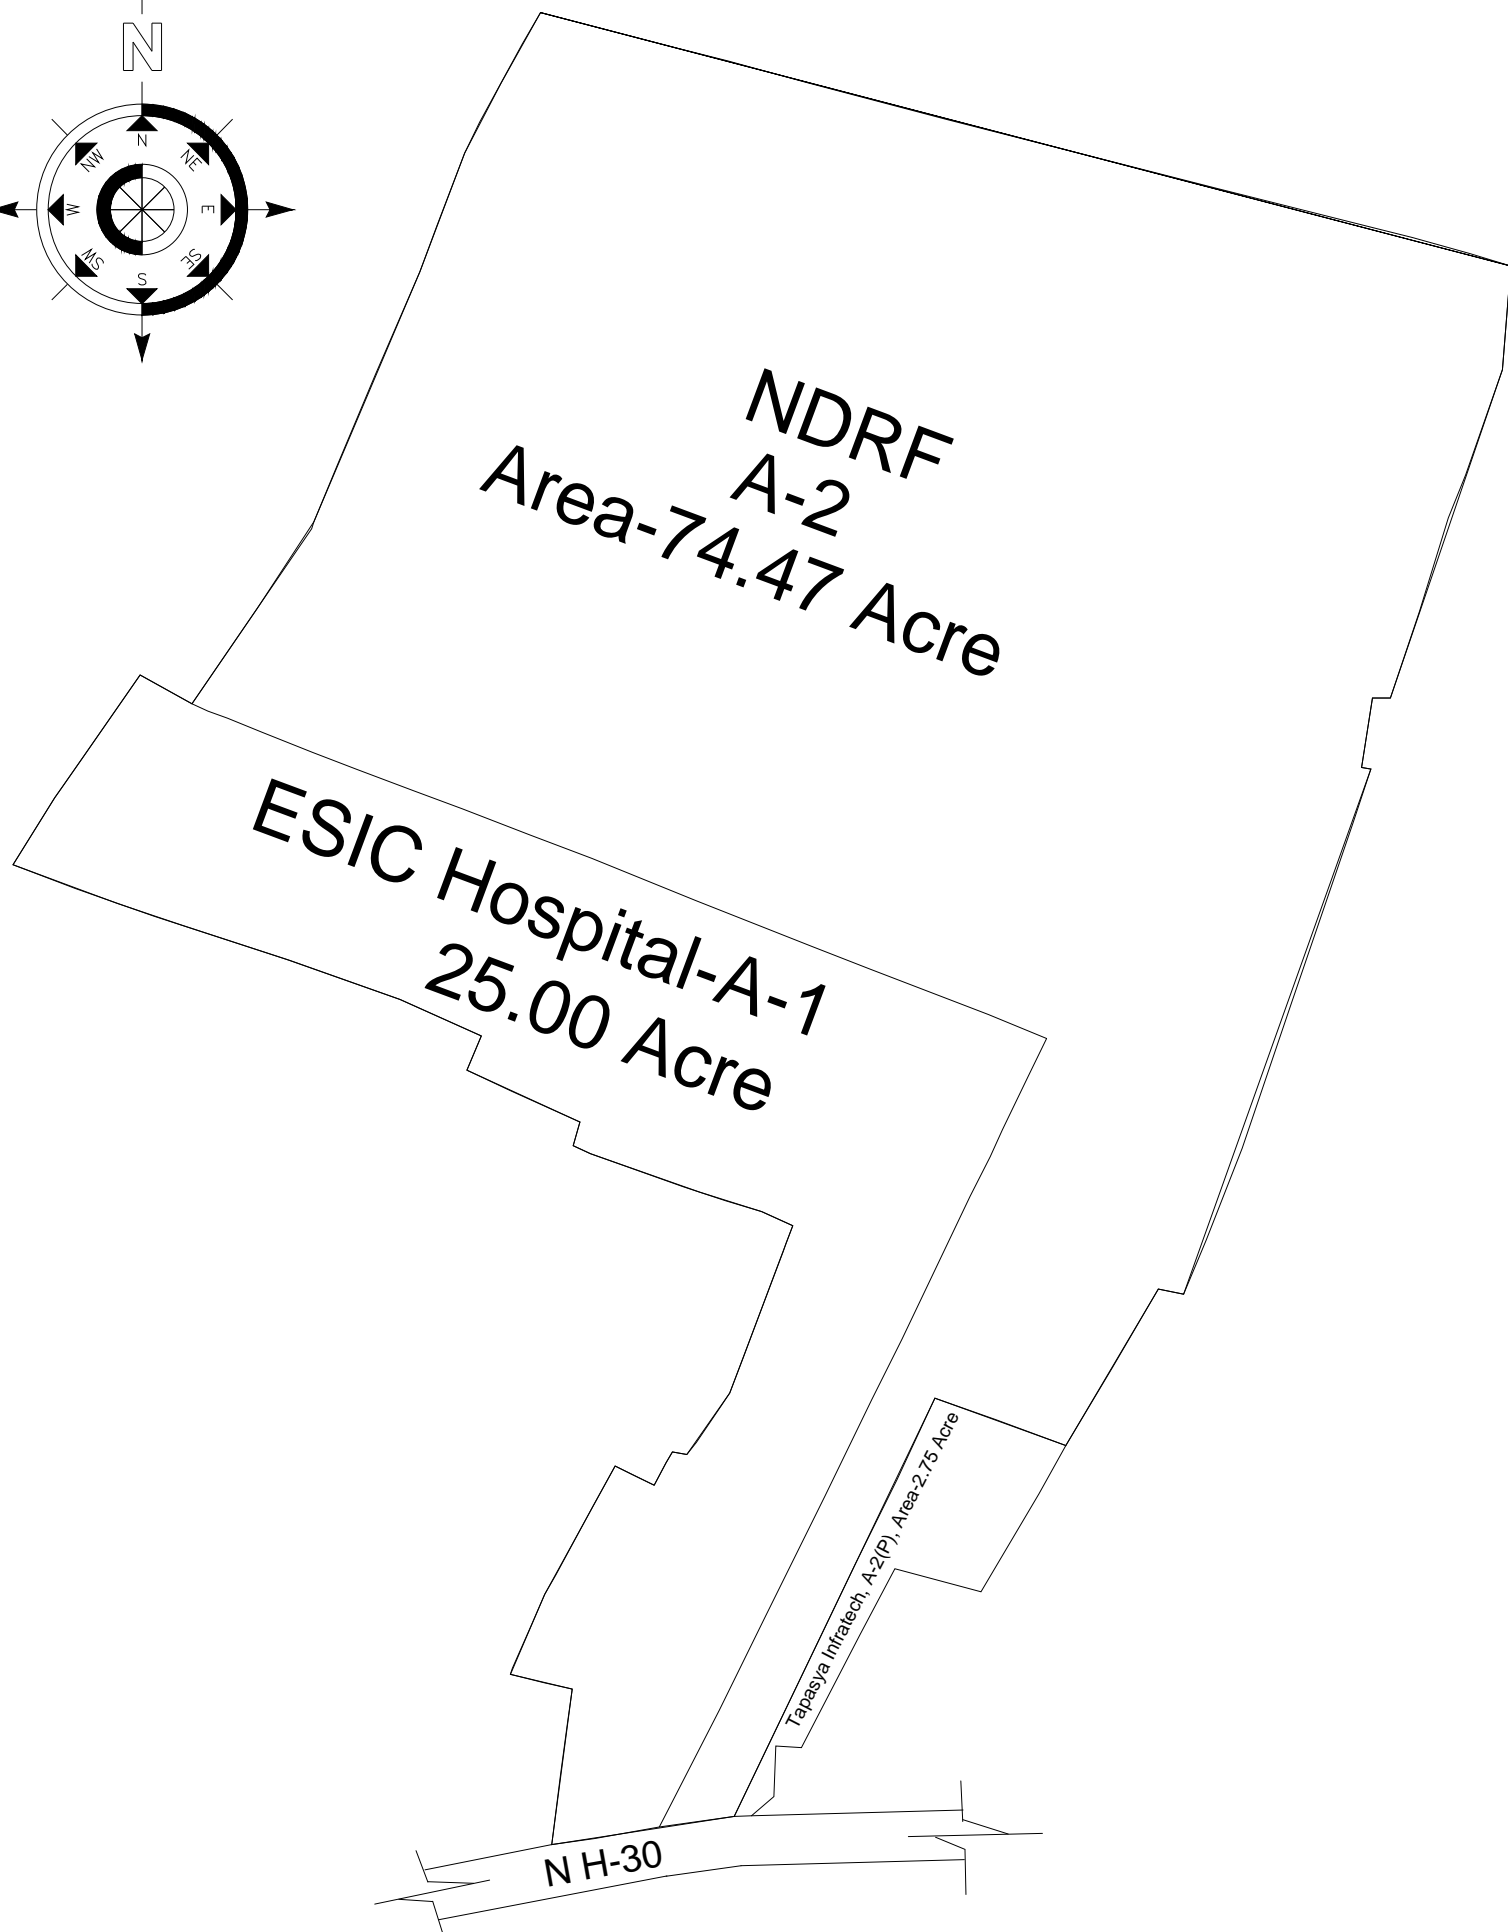 N
N
NW
NE
W
E
SW
SE
S
NDRF
A-2
Area-74.47 Acre
ESIC Hospital-A-1
25.00 Acre
Tapasya Infratech, A-2(P), Area-2.75 Acre
N H-30